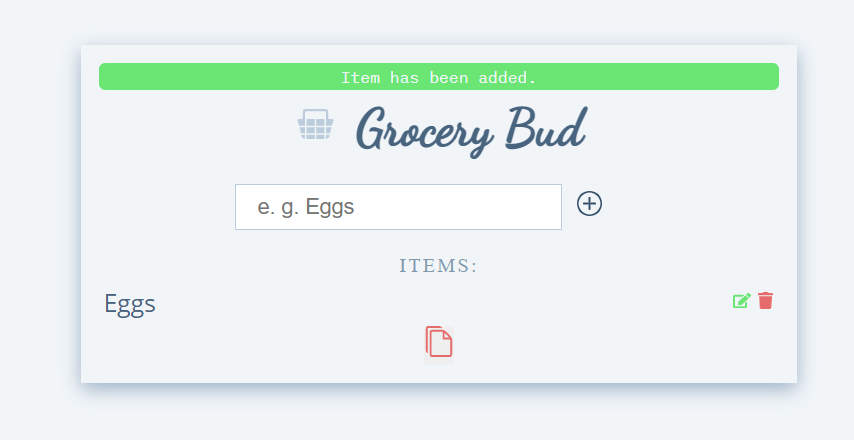 Item has been added.
Grocery Bud
e. g. Eggs
ITEMS:
Eggs